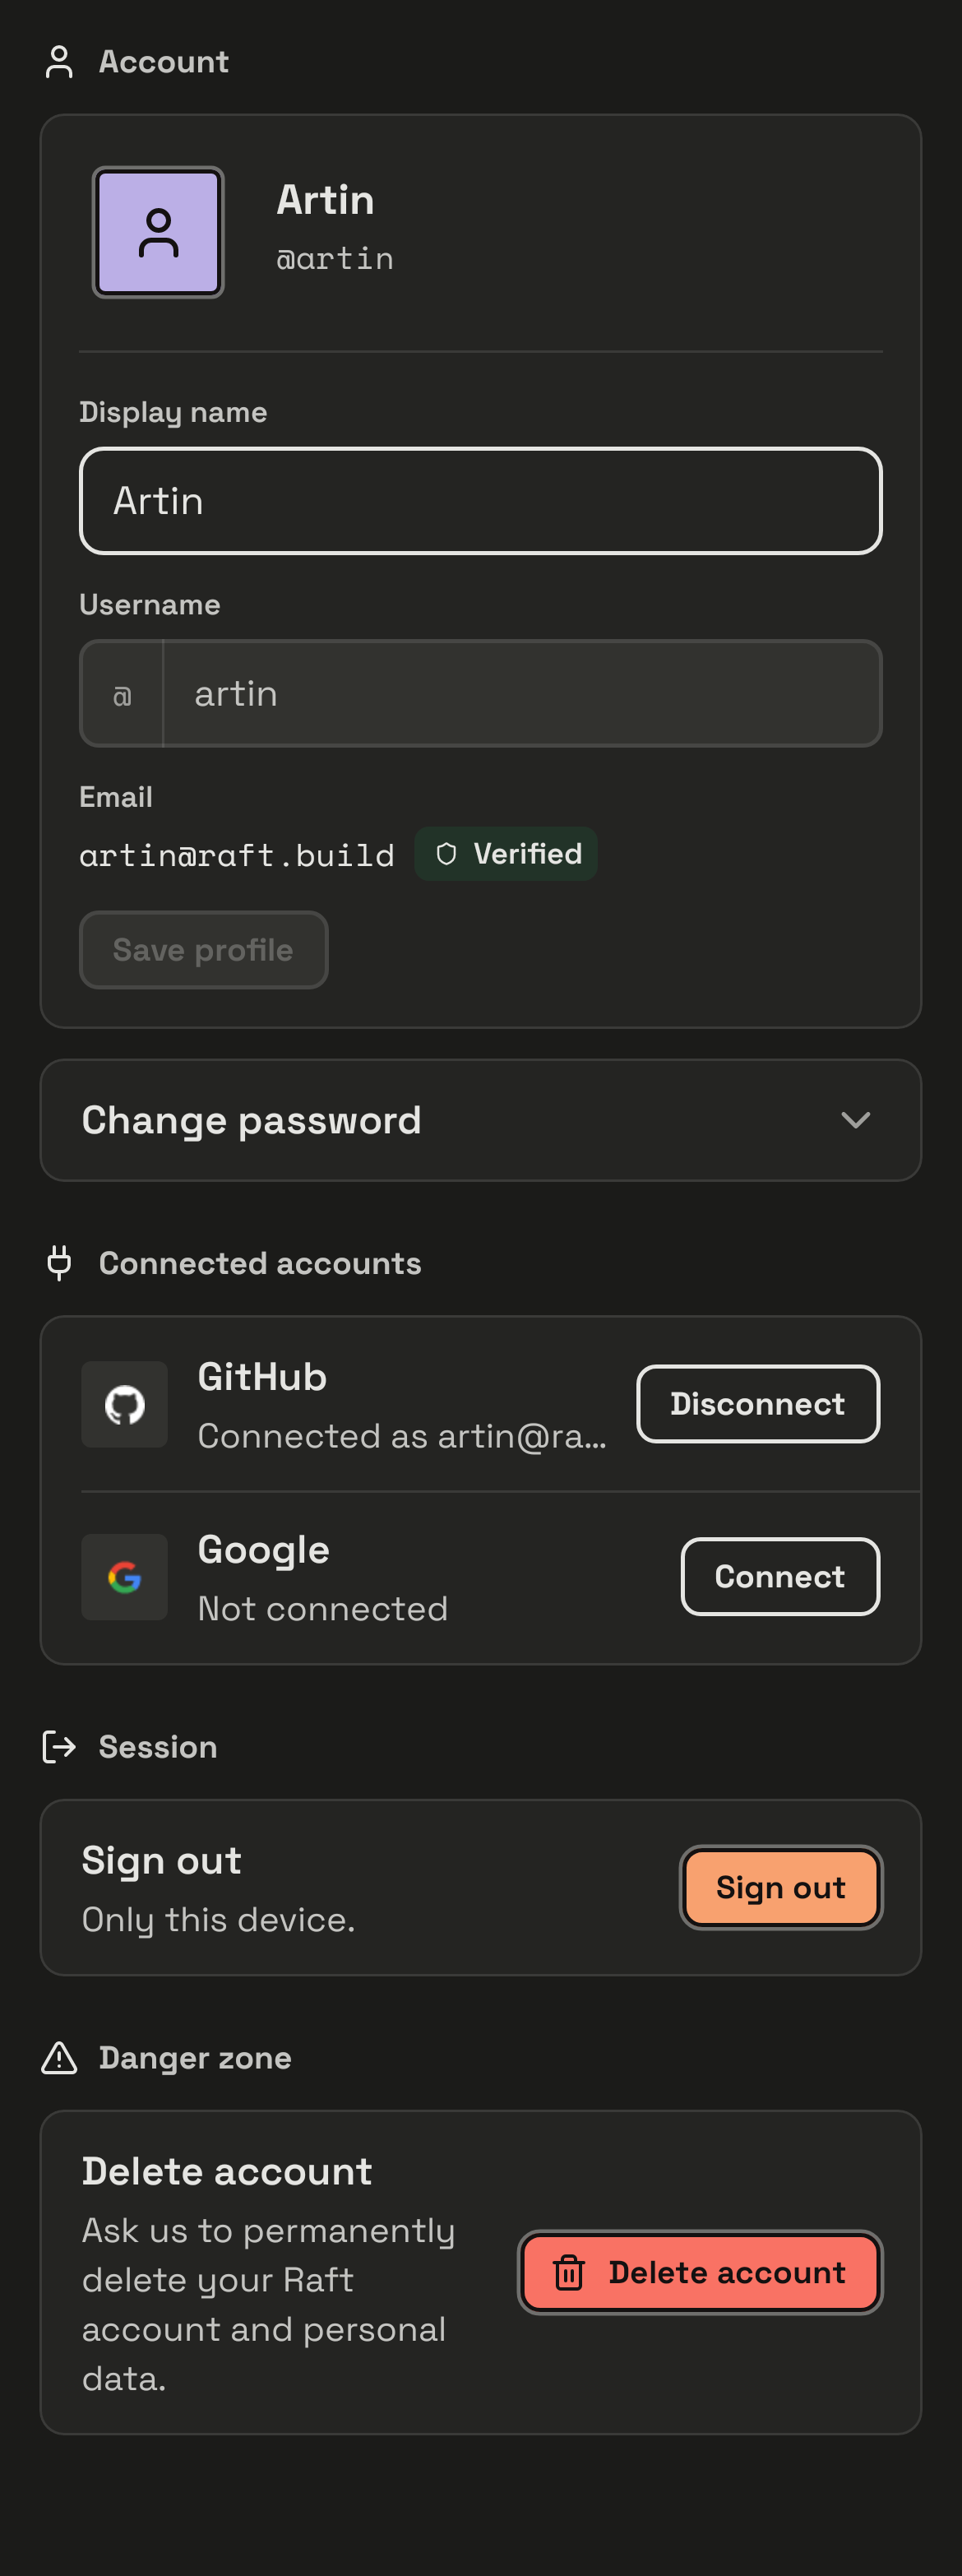 Account
Artin
@artin
Display name
Artin
Username
@ artin
Email
artin@raft.build Verified
Save profile
Change password
Connected accounts
GitHub
Connected as artin@ra...
Disconnect
Google
Not connected
Connect
Session
Sign out
Only this device.
Sign out
Danger zone
Delete account
Ask us to permanently
delete your Raft
account and personal
data.
Delete account